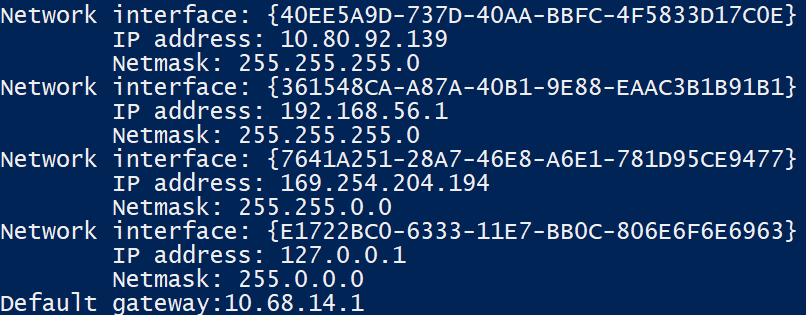 Network interface: {40EE5A9D-737D-40AA-BBFC-4F5833D17C0E}
IP address: 10.80.92.139
Netmask: 255.255.255.0
Network interface: {361548CA-A87A-40B1-9E88-EAAC3B1B91B1}
IP address: 192.168.56.1
Netmask: 255.255.255.0
Network interface: {7641A251-28A7-46E8-A6E1-781D95CE9477}
IP address: 169.254.204.194
Netmask: 255.255.0.0
Network interface: {E1722BC0-6333-11E7-BB0C-806E6F6E6963}
IP address: 127.0.0.1
Netmask: 255.0.0.0
Default gateway:10.68.14.1